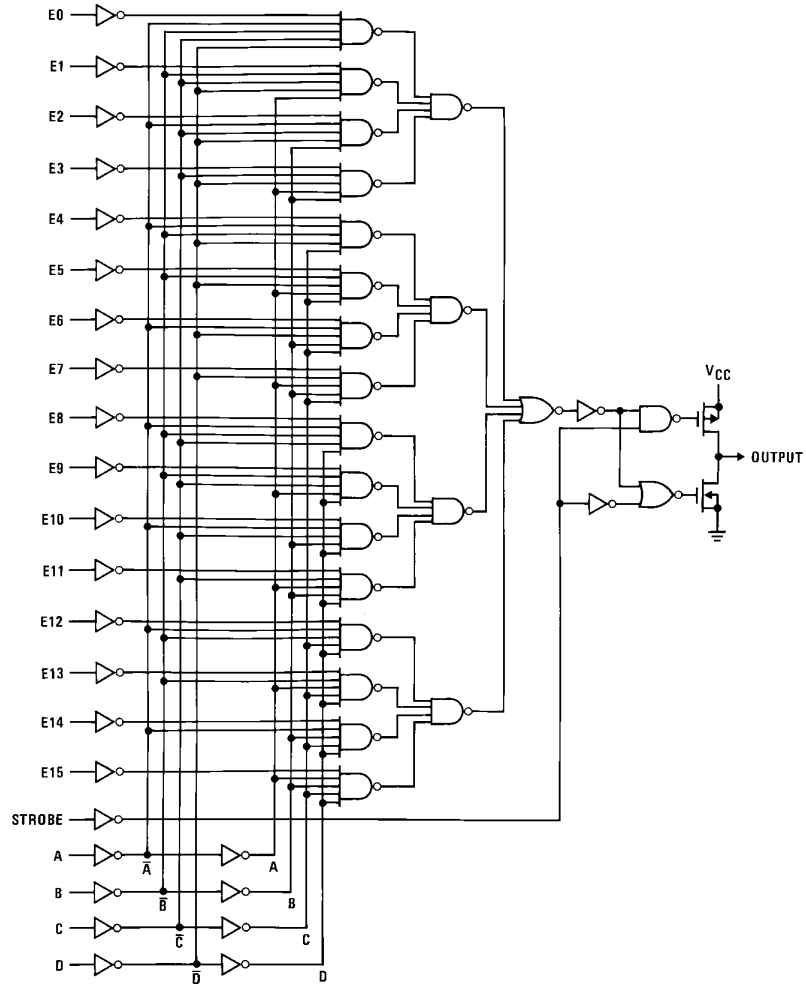 E0
E1
E2
E3
E4
E5
E6
E7
VCC
E8
OUTPUT
E9
E10
E11
E12
E13
E14
E15
STROBE
A
A̅
A
B
B̅
B
C
C̅
C
D
D̅
D